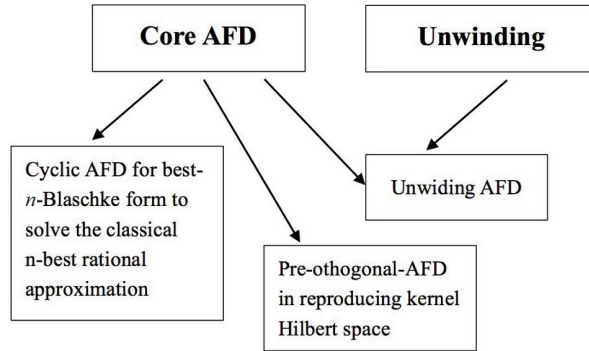 Core AFD
Unwinding
Cyclic AFD for best-
n-Blaschke form to
solve the classical
n-best rational
approximation
Unwiding AFD
Pre-othogonal-AFD
in reproducing kernel
Hilbert space